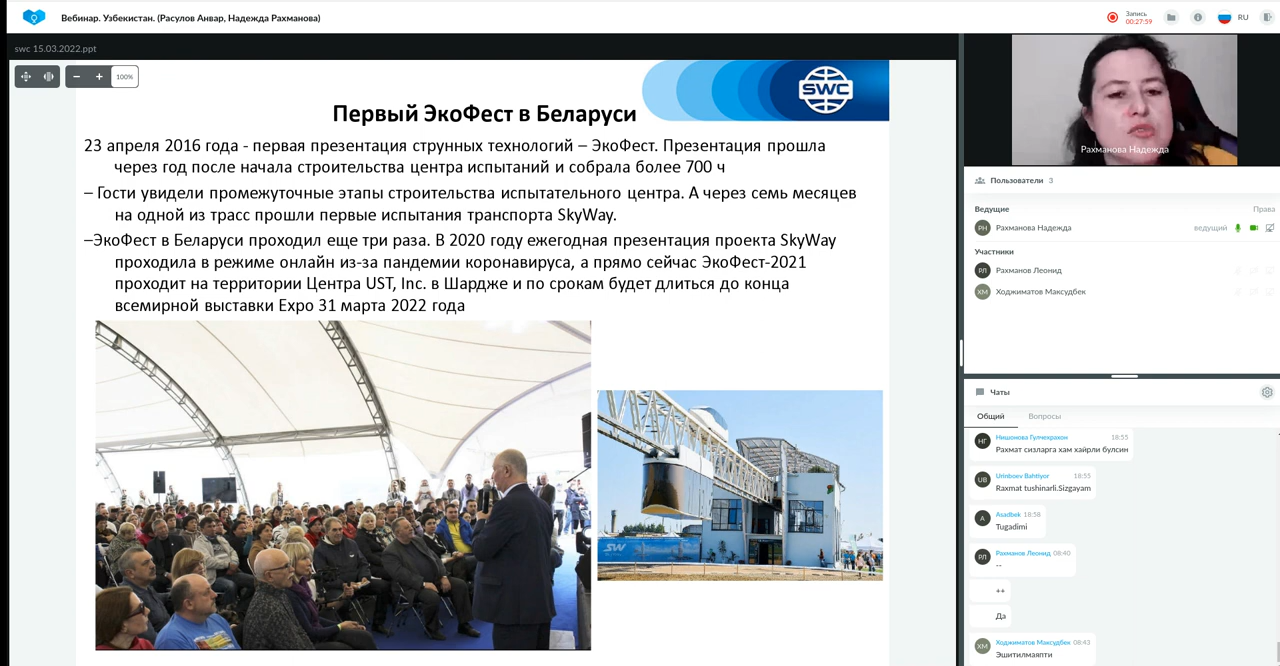 Вебинар. Узбекистан. (Расулов Анвар, Надежда Рахманова)
Запись
00:27:59
RU
swc 15.03.2022.ppt
100%
SWC
Первый ЭкоФест в Беларуси
23 апреля 2016 года - первая презентация струнных технологий – ЭкоФест. Презентация прошла
через год после начала строительства центра испытаний и собрала более 700 ч
– Гости увидели промежуточные этапы строительства испытательного центра. А через семь месяцев
на одной из трасс прошли первые испытания транспорта SkyWay.
–ЭкоФест в Беларуси проходил еще три раза. В 2020 году ежегодная презентация проекта SkyWay
проходила в режиме онлайн из-за пандемии коронавируса, а прямо сейчас ЭкоФест-2021
проходит на территории Центра UST, Inc. в Шардже и по срокам будет длиться до конца
всемирной выставки Expo 31 марта 2022 года
SW
Рахманова Надежда
Пользователи 3
Ведущие Права
РН Рахманова Надежда ведущий
Участники
РЛ Рахманов Леонид
ХМ Ходжиматов Максудбек
Чаты
Общий Вопросы
НГ Нишонова Гулчехрахон 18:55
Рахмат сизларга хам хайрли булсин
UB Urinboev Bahtiyor 18:55
Raxmat tushinarli.Sizgayam
A Asadbek 18:58
Tugadimi
РЛ Рахманов Леонид 08:40
--
++
Да
ХМ Ходжиматов Максудбек 08:43
Эшитилмаяпти